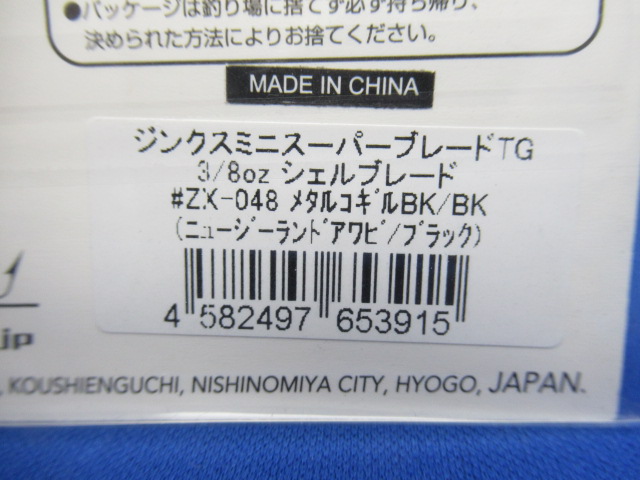 ●パッケージは釣り場に捨てず必ず持ち帰り、
決められた方法によりお捨てください。
MADE IN CHINA
ジンクスミニスーパーブレードTG
3/8oz シェルブレード
#ZX-048 ﾒﾀﾙｺｷﾞﾙBK/BK
(ﾆｭｰｼﾞｰﾗﾝﾄﾞｱﾜﾋﾞ/ﾌﾞﾗｯｸ)
4 582497 653915
.jp
, KOUSHIENGUCHI, NISHINOMIYA CITY, HYOGO, JAPAN.